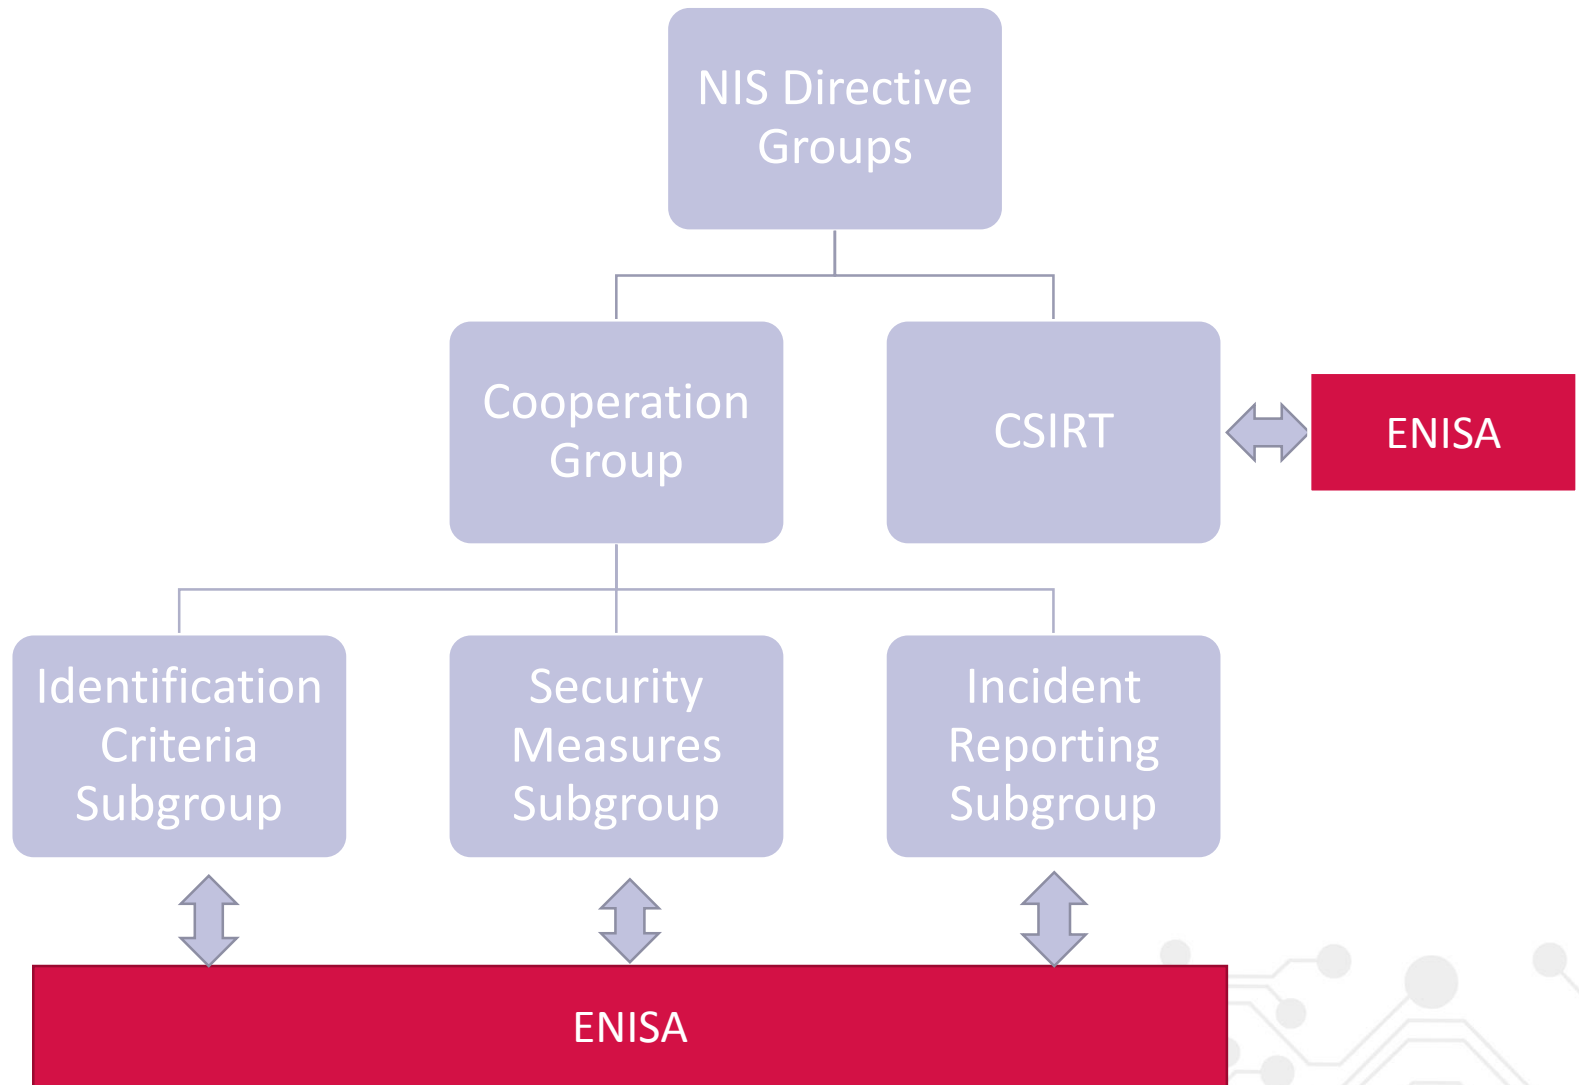 NIS Directive
Groups
Cooperation
Group
CSIRT
ENISA
Identification
Criteria
Subgroup
Security
Measures
Subgroup
Incident
Reporting
Subgroup
ENISA